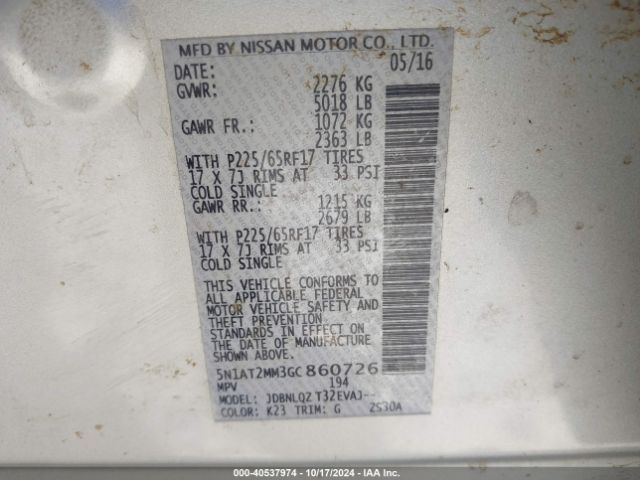 MFD BY NISSAN MOTOR CO., LTD.
DATE: 05/16
GVWR: 2276 KG
5018 LB
GAWR FR.: 1072 KG
2363 LB
WITH P225/65RF17 TIRES
17 X 7J RIMS AT 33 PSI
COLD SINGLE
GAWR RR.: 1215 KG
2679 LB
WITH P225/65RF17 TIRES
17 X 7J RIMS AT 33 PSI
COLD SINGLE
THIS VEHICLE CONFORMS TO
ALL APPLICABLE FEDERAL
MOTOR VEHICLE SAFETY AND
THEFT PREVENTION
STANDARDS IN EFFECT ON
THE DATE OF MANUFACTURE
SHOWN ABOVE.
5N1AT2MM3GC860726
MPV 194
MODEL: JDBNLQZ T32EVAJ--
COLOR: K23 TRIM: G ZS30A
000-40537974 | 10/17/2024 | IAA Inc.